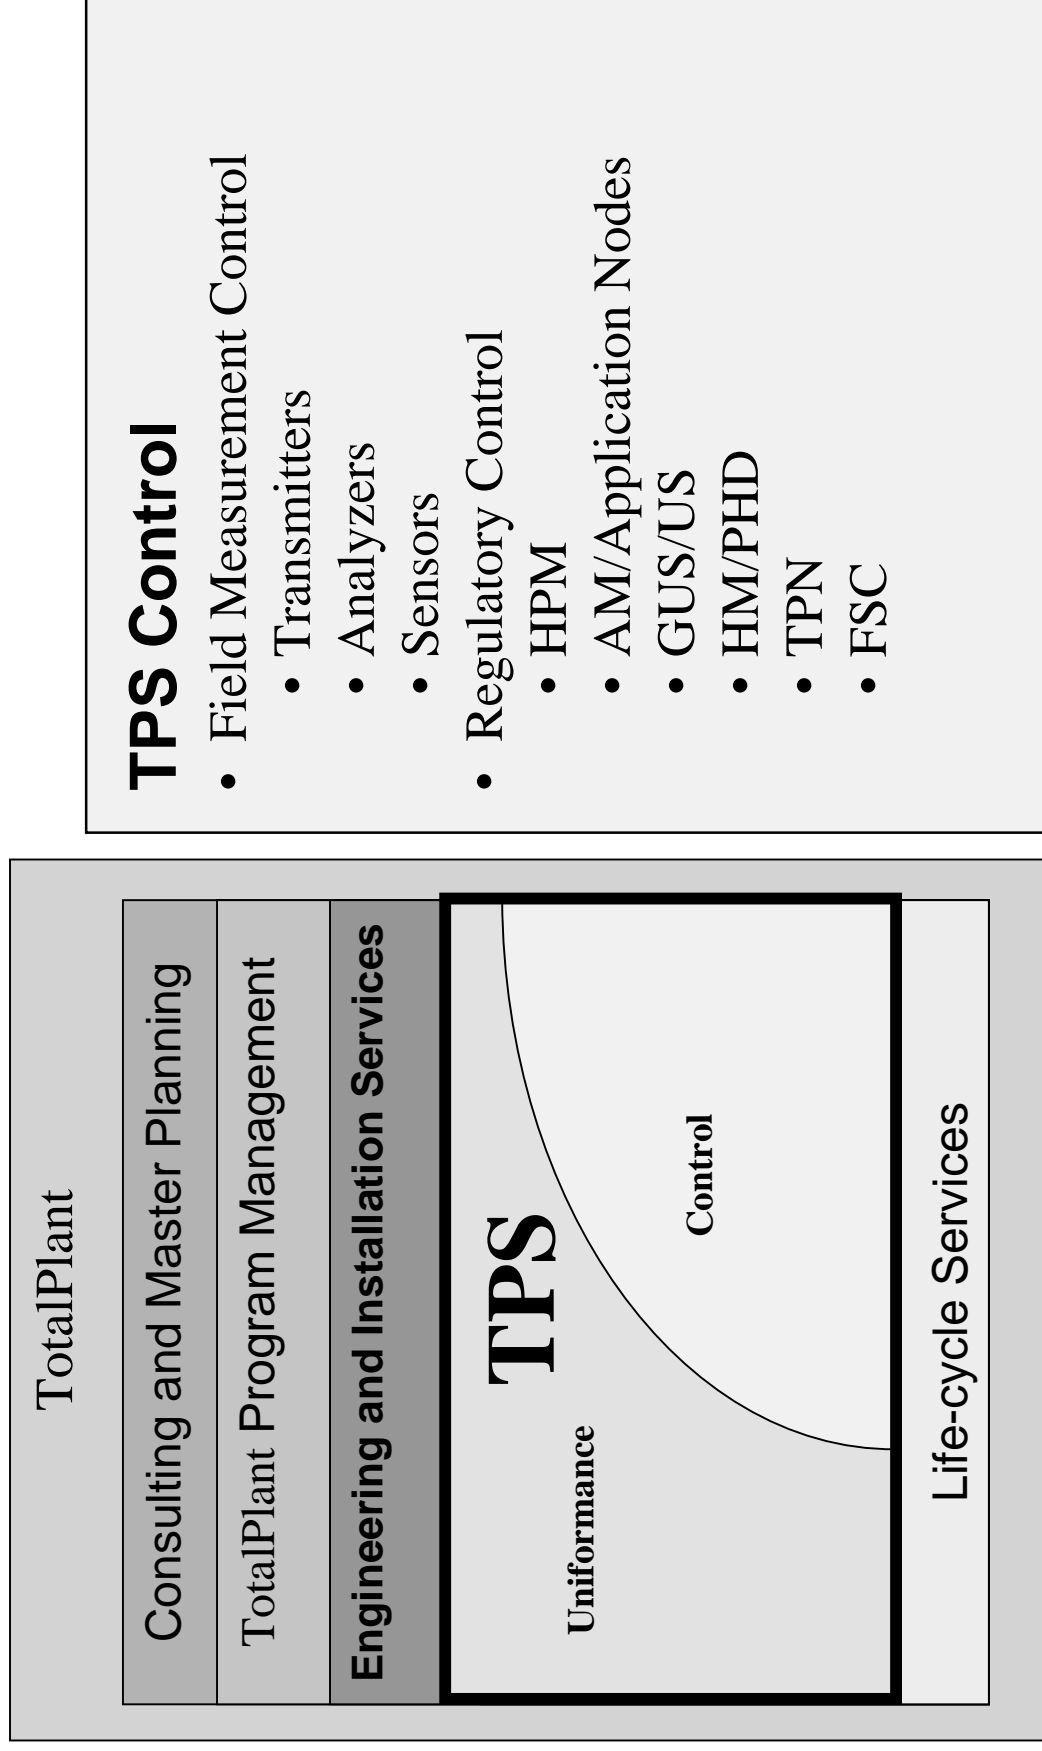 TotalPlant
Consulting and Master Planning
TotalPlant Program Management
Engineering and Installation Services
TPS
Uniformance
Control
Life-cycle Services
TPS Control
• Field Measurement Control
• Transmitters
• Analyzers
• Sensors
• Regulatory Control
• HPM
• AM/Application Nodes
• GUS/US
• HM/PHD
• TPN
• FSC